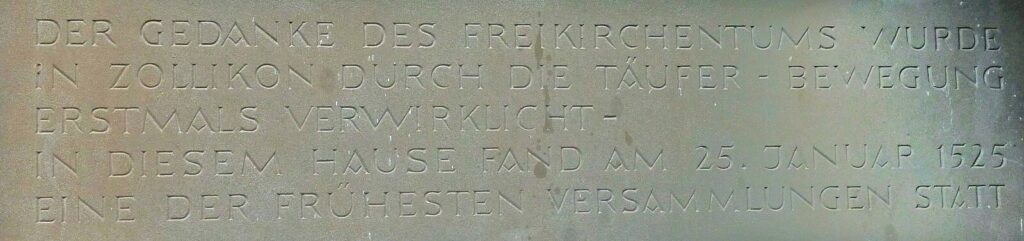 DER GEDANKE DES FREIKIRCHENTUMS WURDE
IN ZOLLIKON DURCH DIE TÄUFER - BEWEGUNG
ERSTMALS VERWIRKLICHT -
IN DIESEM HAUSE FAND AM 25. JANUAR 1525
EINE DER FRÜHESTEN VERSAMMLUNGEN STATT